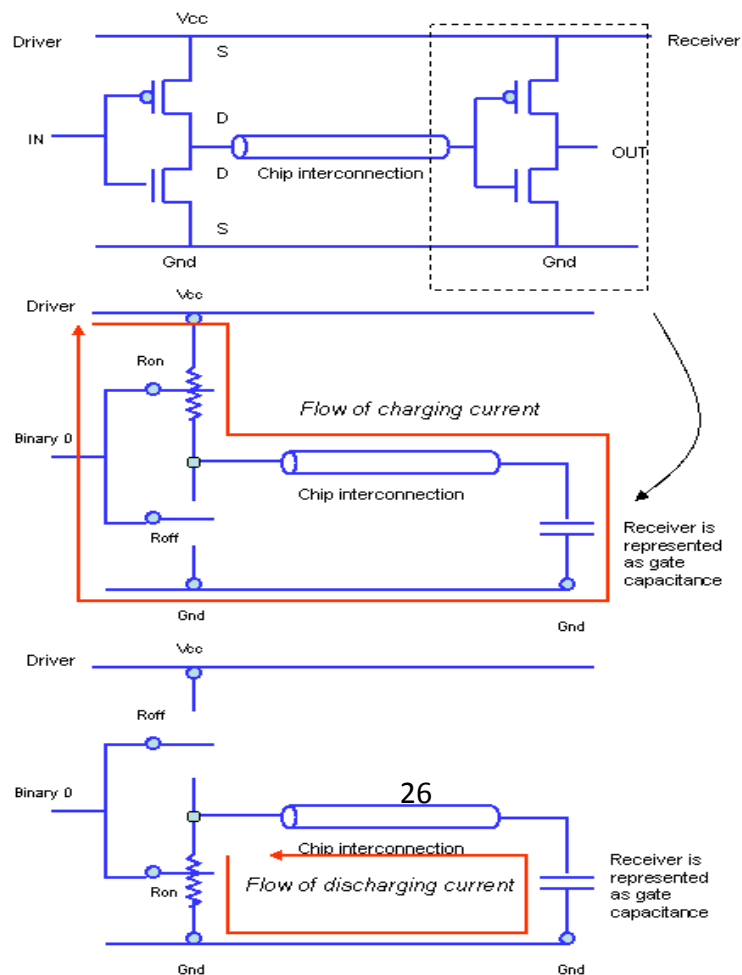 Vcc
Driver
S
Receiver
D
IN
OUT
D
Chip interconnection
S
Gnd
Gnd
Driver
Vcc
Ron
Flow of charging current
Binary 0
Chip interconnection
Roff
Receiver is
represented
as gate
capacitance
Gnd
Gnd
Driver
Vcc
Roff
Binary 0
26
Chip interconnection
Ron
Flow of discharging current
Receiver is
represented
as gate
capacitance
Gnd
Gnd